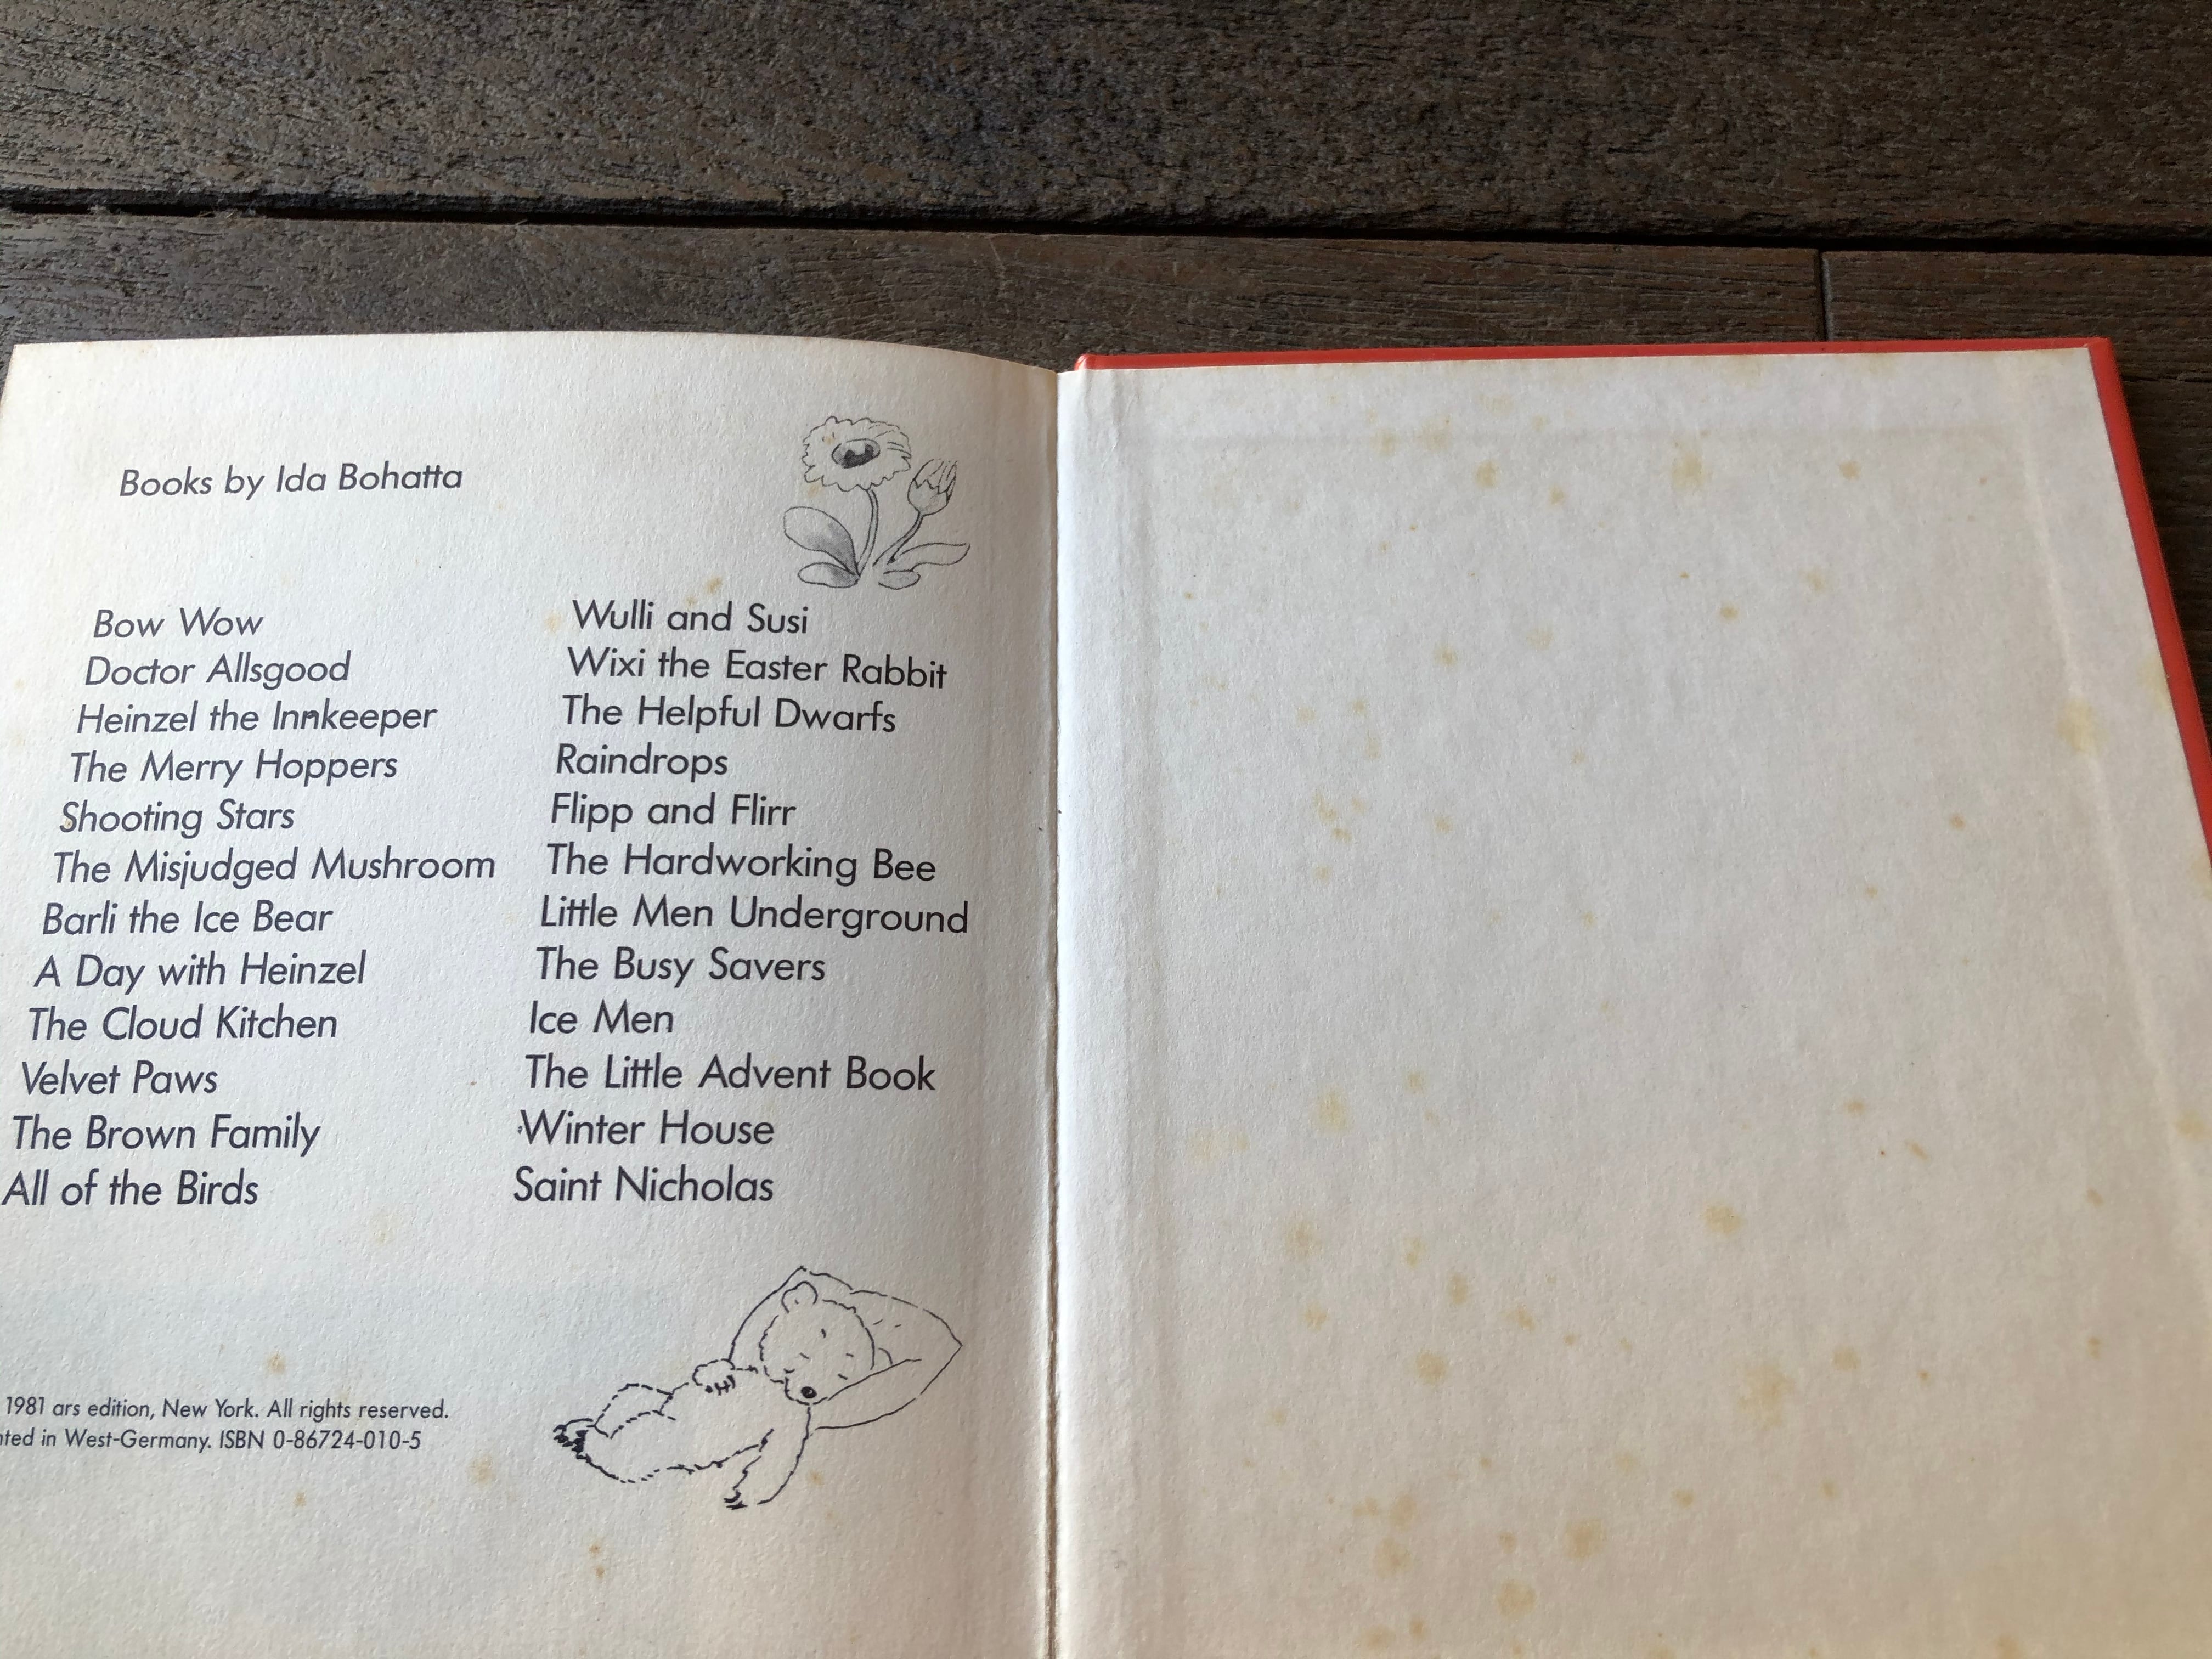 Books by Ida Bohatta
Bow Wow
Doctor Allsgood
Heinzel the Innkeeper
The Merry Hoppers
Shooting Stars
The Misjudged Mushroom
Barli the Ice Bear
A Day with Heinzel
The Cloud Kitchen
Velvet Paws
The Brown Family
All of the Birds
Wulli and Susi
Wixi the Easter Rabbit
The Helpful Dwarfs
Raindrops
Flipp and Flirr
The Hardworking Bee
Little Men Underground
The Busy Savers
Ice Men
The Little Advent Book
Winter House
Saint Nicholas
1981 ars edition, New York. All rights reserved.
in West-Germany. ISBN 0-86724-010-5